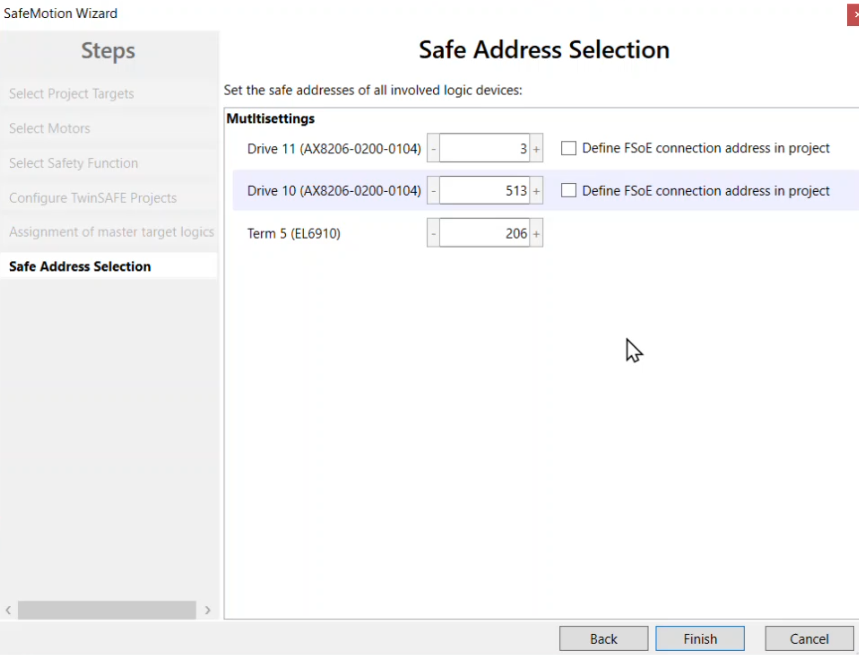 SafeMotion Wizard
Steps
Select Project Targets
Select Motors
Select Safety Function
Configure TwinSAFE Projects
Assignment of master target logics
Safe Address Selection
Safe Address Selection
Set the safe addresses of all involved logic devices:
Mutltisettings
Drive 11 (AX8206-0200-0104) - 3 + Define FSoE connection address in project
Drive 10 (AX8206-0200-0104) - 513 + Define FSoE connection address in project
Term 5 (EL6910) - 206 +
Back Finish Cancel